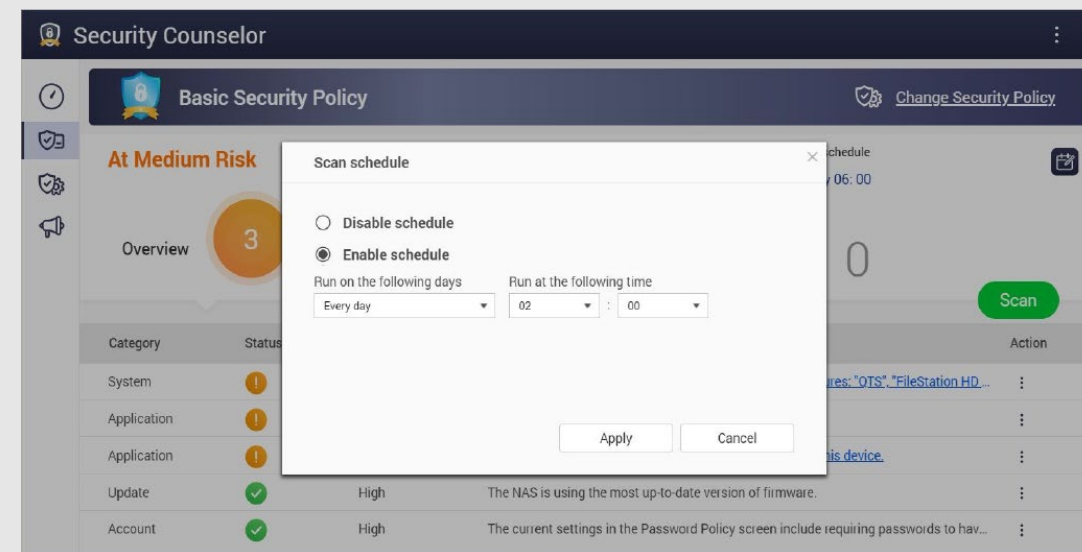 Security Counselor
Basic Security Policy
Change Security Policy
At Medium Risk
Scan schedule
schedule
06: 00
Disable schedule
Overview
3
Enable schedule
0
Run on the following days
Run at the following time
Every day
02
:
00
Scan
Category
Status
Action
System
"QTS", "FileStation HD ...
Application
Apply
Cancel
Application
this device.
Update
High
The NAS is using the most up-to-date version of firmware.
Account
High
The current settings in the Password Policy screen include requiring passwords to hav...